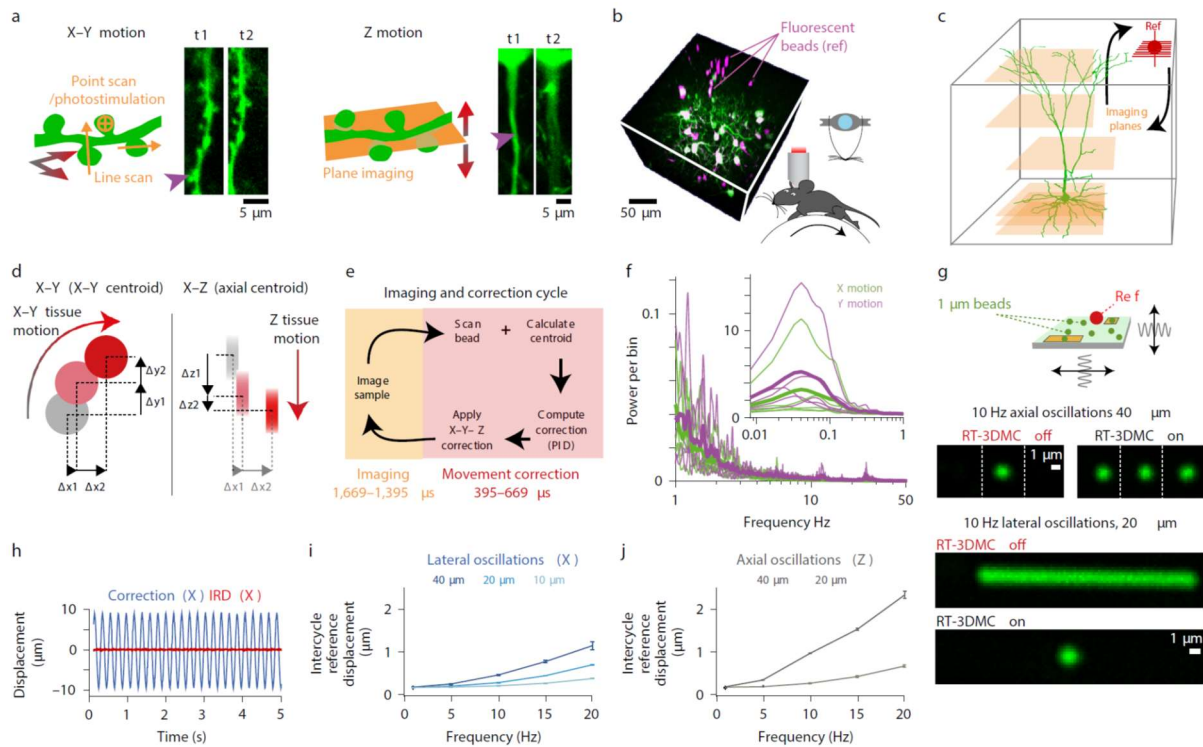 a
X–Y motion
t1 t2
Point scan
/photostimulation
Line scan
5 μm
Z motion
t1 t2
Plane imaging
5 μm
b
Fluorescent
beads (ref)
50 μm
c
Ref
imaging
planes
d
X–Y (X–Y centroid)
X–Y tissue
motion
Δy2
Δy1
Δx1 Δx2
X–Z (axial centroid)
Z tissue
motion
Δz1
Δz2
Δx1 Δx2
e
Imaging and correction cycle
Scan
bead
+
Calculate
centroid
Image
sample
Apply
X–Y– Z
correction
Compute
correction
(PID)
Imaging
1,669–1,395 μs
Movement correction
395–669 μs
f
X motion
Y motion
Power per bin
0.1
0
10
0
0.01 0.1 1
1 10 50
Frequency Hz
g
1 μm beads
Re f
10 Hz axial oscillations 40 μm
RT-3DMC off
RT-3DMC on
1 μm
10 Hz lateral oscillations, 20 μm
RT-3DMC off
RT-3DMC on
1 μm
h
Correction (X) IRD (X)
Displacement
(μm)
10
0
−10
0 1 2 3 4 5
Time (s)
i
Lateral oscillations (X)
40 μm 20 μm 10 μm
Intercycle
reference
displacement
(μm)
2
1
0
0 5 10 15 20
Frequency (Hz)
j
Axial oscillations (Z)
40 μm 20 μm
Intercycle
reference
displacement
(μm)
2
1
0
0 5 10 15 20
Frequency (Hz)